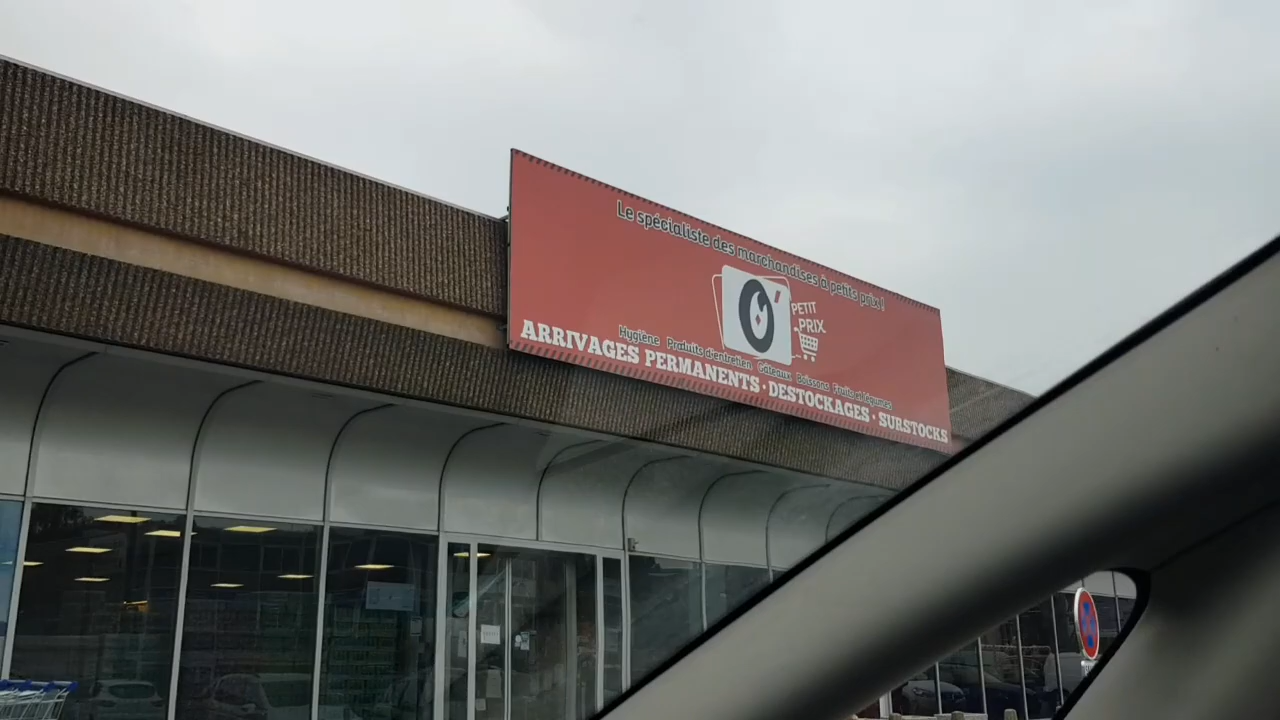 Le spécialiste des marchandises à petits prix !
O'
PETIT
PRIX
Hygiène Produits d'entretien Gâteaux Boissons Fruits et légumes
ARRIVAGES PERMANENTS · DESTOCKAGES · SURSTOCKS